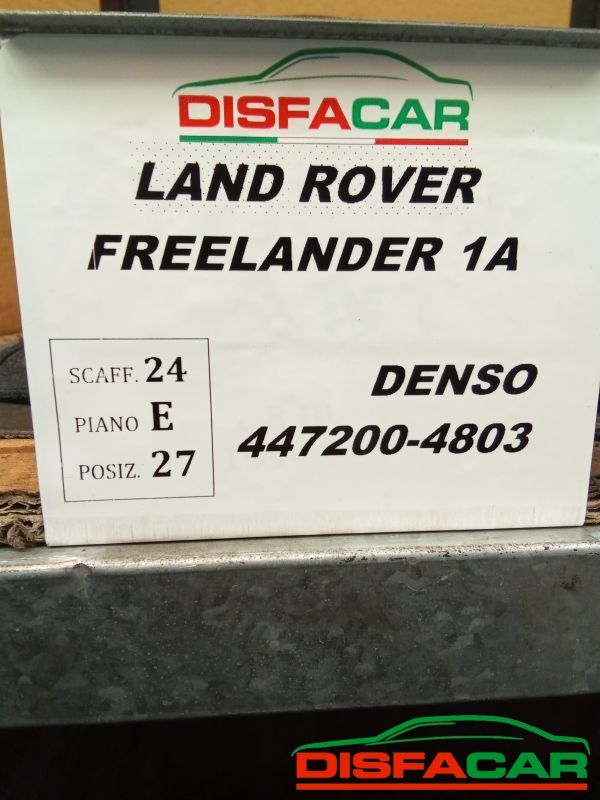 DISFACAR
LAND ROVER
FREELANDER 1A
SCAFF. 24
PIANO E
POSIZ. 27
DENSO
447200-4803
DISFACAR